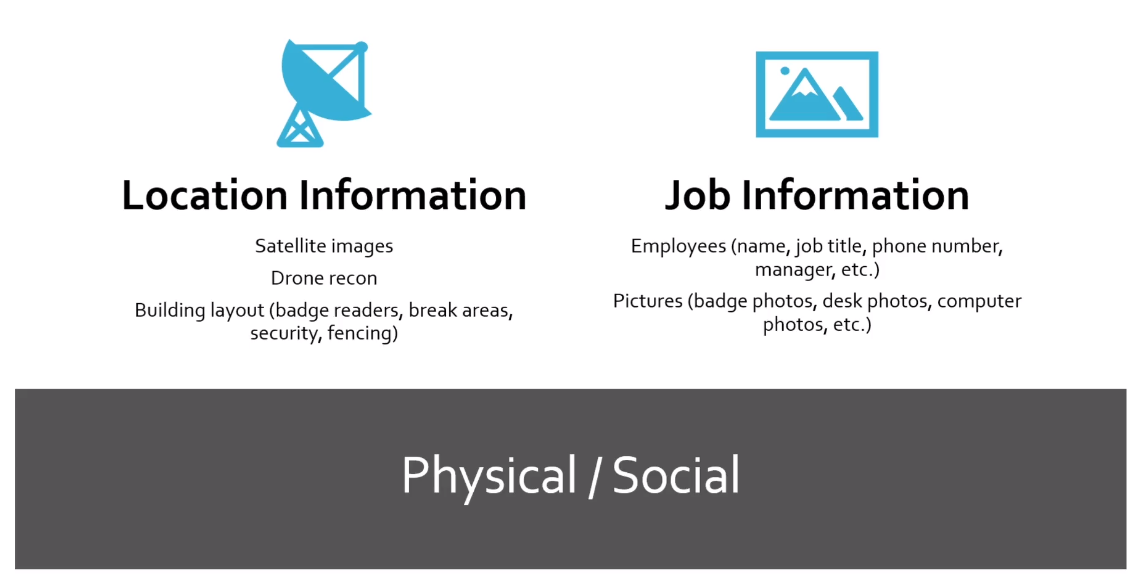 Location Information
Satellite images
Drone recon
Building layout (badge readers, break areas,
security, fencing)
Job Information
Employees (name, job title, phone number,
manager, etc.)
Pictures (badge photos, desk photos, computer
photos, etc.)
Physical / Social